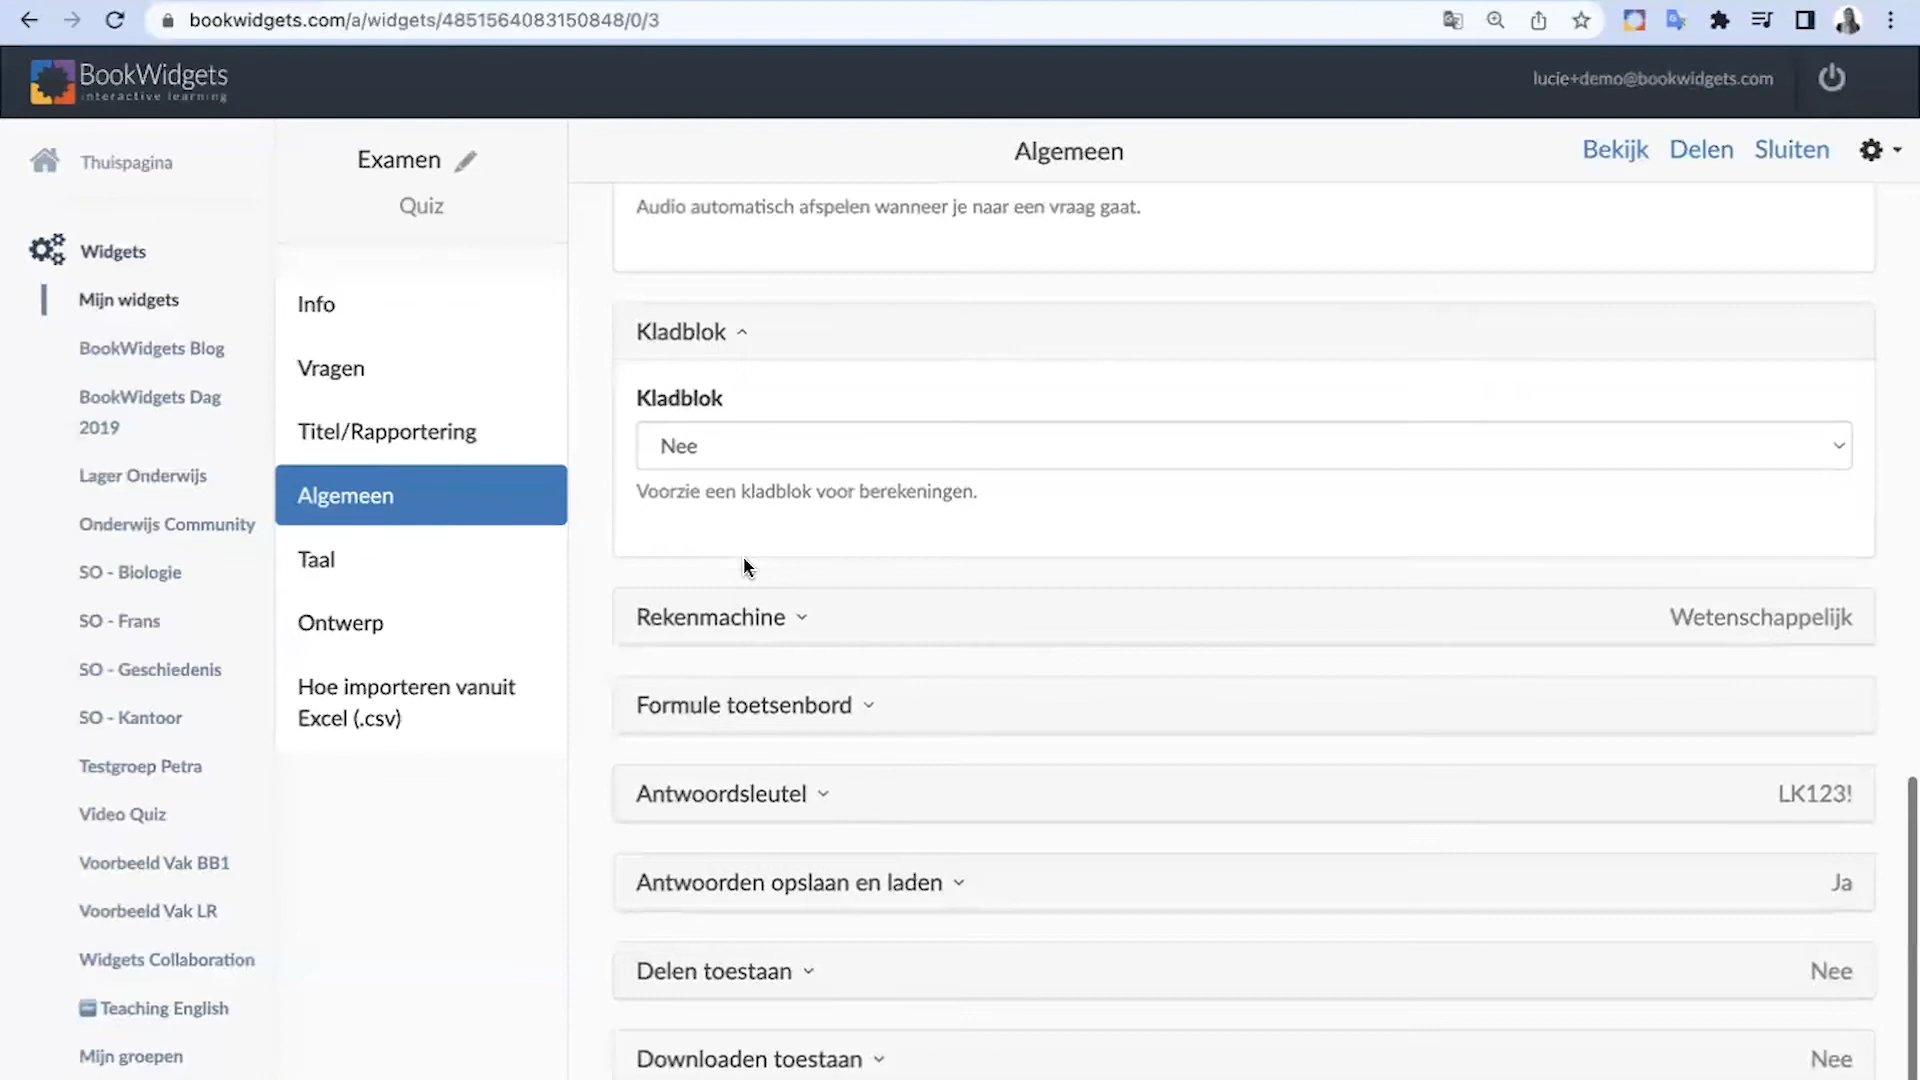 bookwidgets.com/a/widgets/4851564083150848/0/3
BookWidgets
interactive learning
lucie+demo@bookwidgets.com
Thuispagina
Widgets
Mijn widgets
BookWidgets Blog
BookWidgets Dag
2019
Lager Onderwijs
Onderwijs Community
SO - Biologie
SO - Frans
SO - Geschiedenis
SO - Kantoor
Testgroep Petra
Video Quiz
Voorbeeld Vak BB1
Voorbeeld Vak LR
Widgets Collaboration
Teaching English
Mijn groepen
Examen
Quiz
Info
Vragen
Titel/Rapportering
Algemeen
Taal
Ontwerp
Hoe importeren vanuit
Excel (.csv)
Algemeen
Bekijk Delen Sluiten
Audio automatisch afspelen wanneer je naar een vraag gaat.
Kladblok
Kladblok
Nee
Voorzie een kladblok voor berekeningen.
Rekenmachine Wetenschappelijk
Formule toetsenbord
Antwoordsleutel LK123!
Antwoorden opslaan en laden Ja
Delen toestaan Nee
Downloaden toestaan Nee